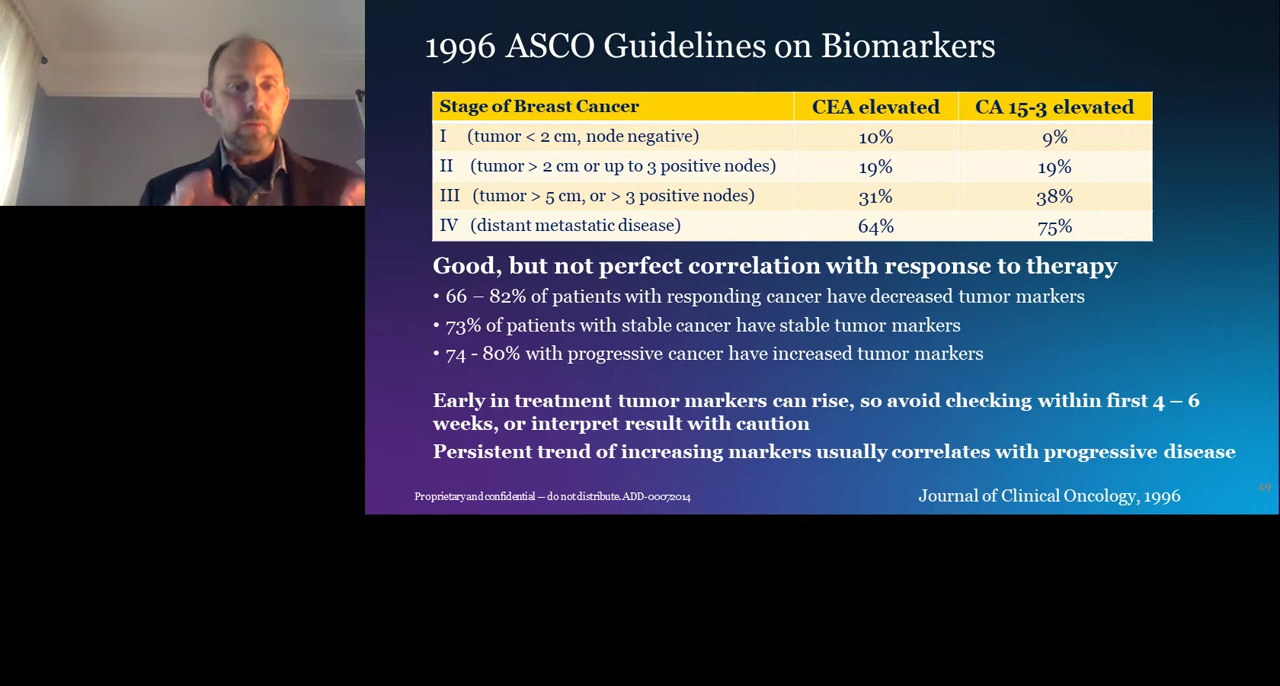 1996 ASCO Guidelines on Biomarkers
Stage of Breast Cancer CEA elevated CA 15-3 elevated
I (tumor < 2 cm, node negative) 10% 9%
II (tumor > 2 cm or up to 3 positive nodes) 19% 19%
III (tumor > 5 cm, or > 3 positive nodes) 31% 38%
IV (distant metastatic disease) 64% 75%
Good, but not perfect correlation with response to therapy
• 66 – 82% of patients with responding cancer have decreased tumor markers
• 73% of patients with stable cancer have stable tumor markers
• 74 - 80% with progressive cancer have increased tumor markers
Early in treatment tumor markers can rise, so avoid checking within first 4 – 6
weeks, or interpret result with caution
Persistent trend of increasing markers usually correlates with progressive disease
Proprietary and confidential — do not distribute. ADD-00072014
Journal of Clinical Oncology, 1996